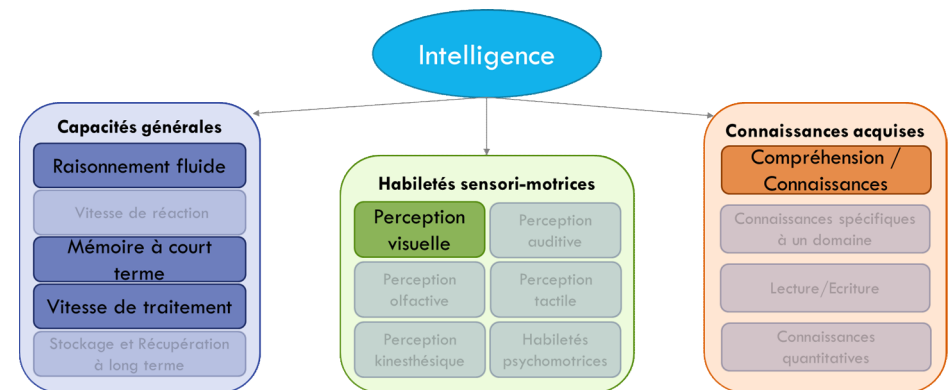 Intelligence
Capacités générales
Raisonnement fluide
Vitesse de réaction
Mémoire à court
terme
Vitesse de traitement
Stockage et Récupération
à long terme
Habiletés sensori-motrices
Perception
visuelle
Perception
auditive
Perception
olfactive
Perception
tactile
Perception
kinesthésique
Habiletés
psychomotrices
Connaissances acquises
Compréhension /
Connaissances
Connaissances spécifiques
à un domaine
Lecture/Ecriture
Connaissances
quantitatives